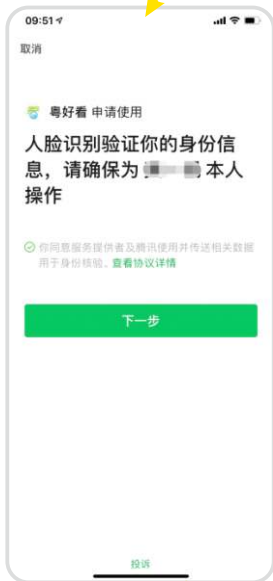 09:51
取消
粤好看 申请使用
人脸识别验证你的身份信
息，请确保为 本人
操作
你同意服务提供者及腾讯使用并传送相关数据
用于身份核验。查看协议详情
下一步
投诉